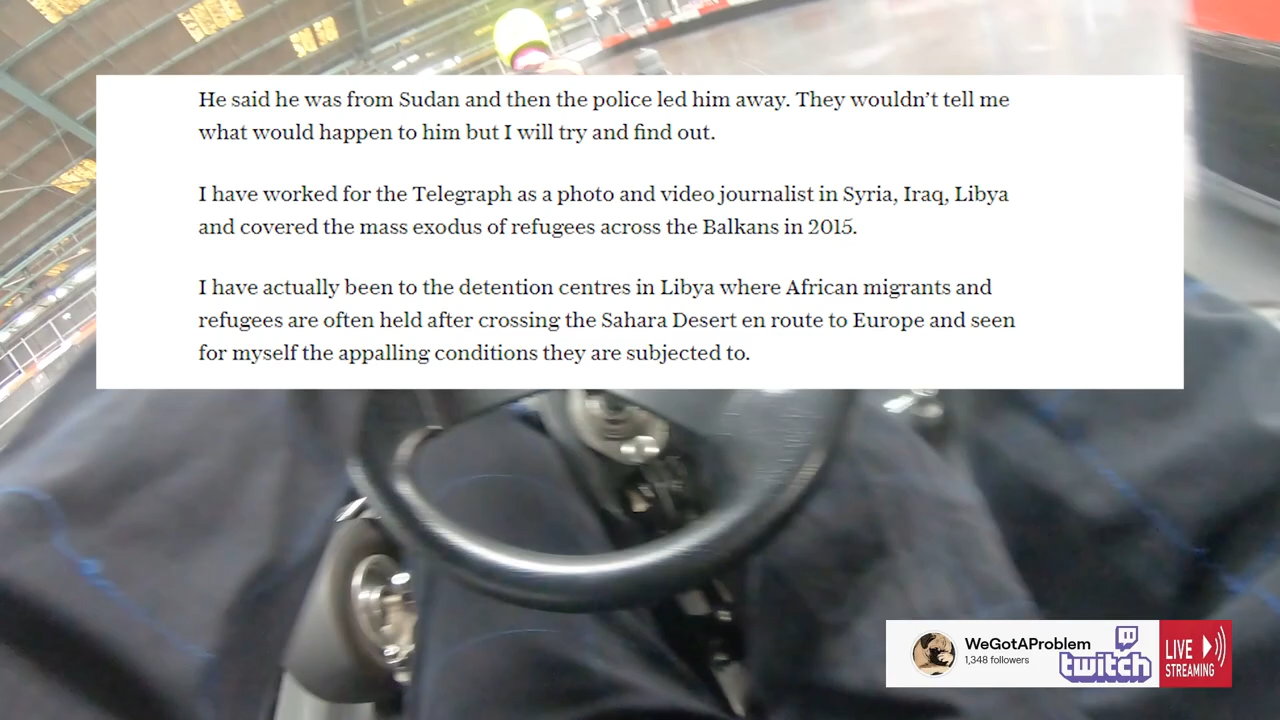 He said he was from Sudan and then the police led him away. They wouldn’t tell me
what would happen to him but I will try and find out.
I have worked for the Telegraph as a photo and video journalist in Syria, Iraq, Libya
and covered the mass exodus of refugees across the Balkans in 2015.
I have actually been to the detention centres in Libya where African migrants and
refugees are often held after crossing the Sahara Desert en route to Europe and seen
for myself the appalling conditions they are subjected to.
WeGotAProblem
1,348 followers
twitch
LIVE
STREAMING